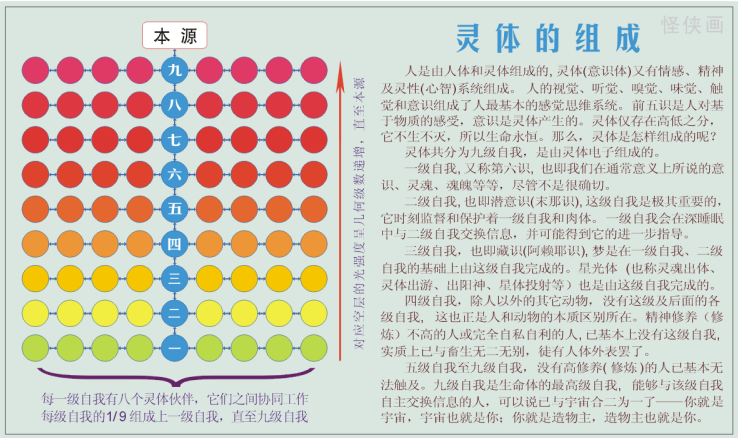 怪侠画
本 源
九
八
七
六
五
四
三
二
一
对应空层的光强度呈几何级数递增，直至本源
每一级自我有八个灵体伙伴，它们之间协同工作
每级自我的1/9 组成上一级自我，直至九级自我
灵体的组成
人是由人体和灵体组成的, 灵体(意识体)又有情感、精神
及灵性(心智)系统组成。 人的视觉、听觉、嗅觉、味觉、触
觉和意识组成了人最基本的感觉思维系统。前五识是人对基
于物质的感受，意识是灵体产生的。灵体仅存在高低之分，
它不生不灭，所以生命永恒。那么，灵体是怎样组成的呢？
灵体共分为九级自我，是由灵体电子组成的。
一级自我, 又称第六识, 也即我们在通常意义上所说的意
识、灵魂、魂魄等等，尽管不是很确切。
二级自我, 也即潜意识(末那识), 这级自我是极其重要的，
它时刻监督和保护着一级自我和肉体。一级自我会在深睡眠
中与二级自我交换信息，并可能得到它的进一步指导。
三级自我，也即藏识(阿赖耶识), 梦是在一级自我、二级
自我的基础上由这级自我完成的。星光体（也称灵魂出体、
灵体出游、出阳神、星体投射等）也是由这级自我完成的。
四级自我，除人以外的其它动物，没有这级及后面的各
级自我，这也正是人和动物的本质区别所在。精神修养（修
炼）不高的人或完全自私自利的人, 已基本上没有这级自我,
实质上已与畜生无二无别，徒有人体外表罢了。
五级自我至九级自我，没有高修养( 修炼 )的人已基本无
法触及。九级自我是生命体的最高级自我，能够与该级自我
自主交换信息的人，可以说已与宇宙合二为一了——你就是
宇宙，宇宙也就是你；你就是造物主，造物主也就是你。